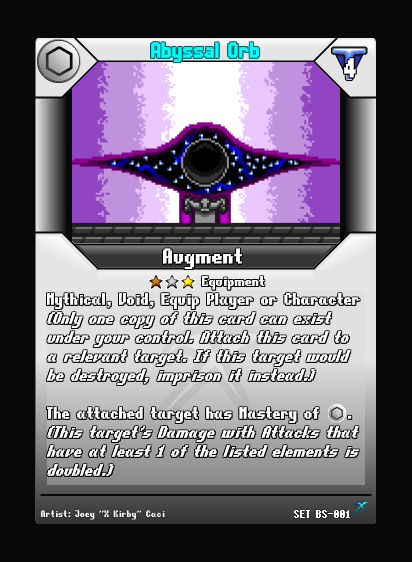 Abyssal Orb
4
Augment
Equipment
Mythical, Void, Equip Player or Character
(Only one copy of this card can exist
under your control. Attach this card to
a relevant target. If this target would
be destroyed, imprison it instead.)
The attached target has Mastery of .
(This target's Damage with Attacks that
have at least 1 of the listed elements is
doubled.)
Artist: Joey "X Kirby" Caci
SET BS-001